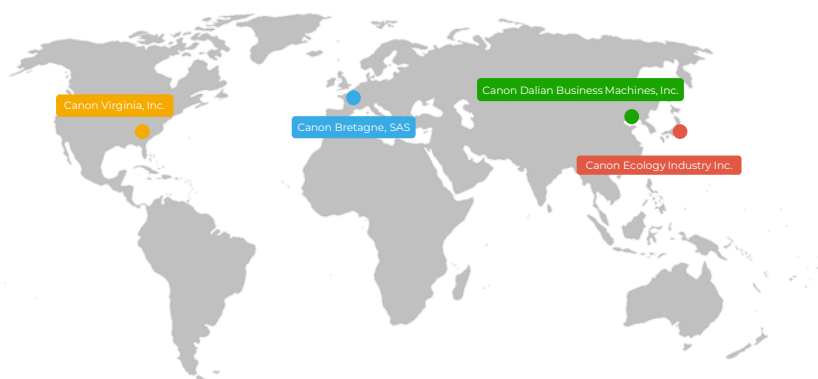 Canon Dalian Business Machines, Inc.
Canon Virginia, Inc.
Canon Bretagne, SAS
Canon Ecology Industry Inc.